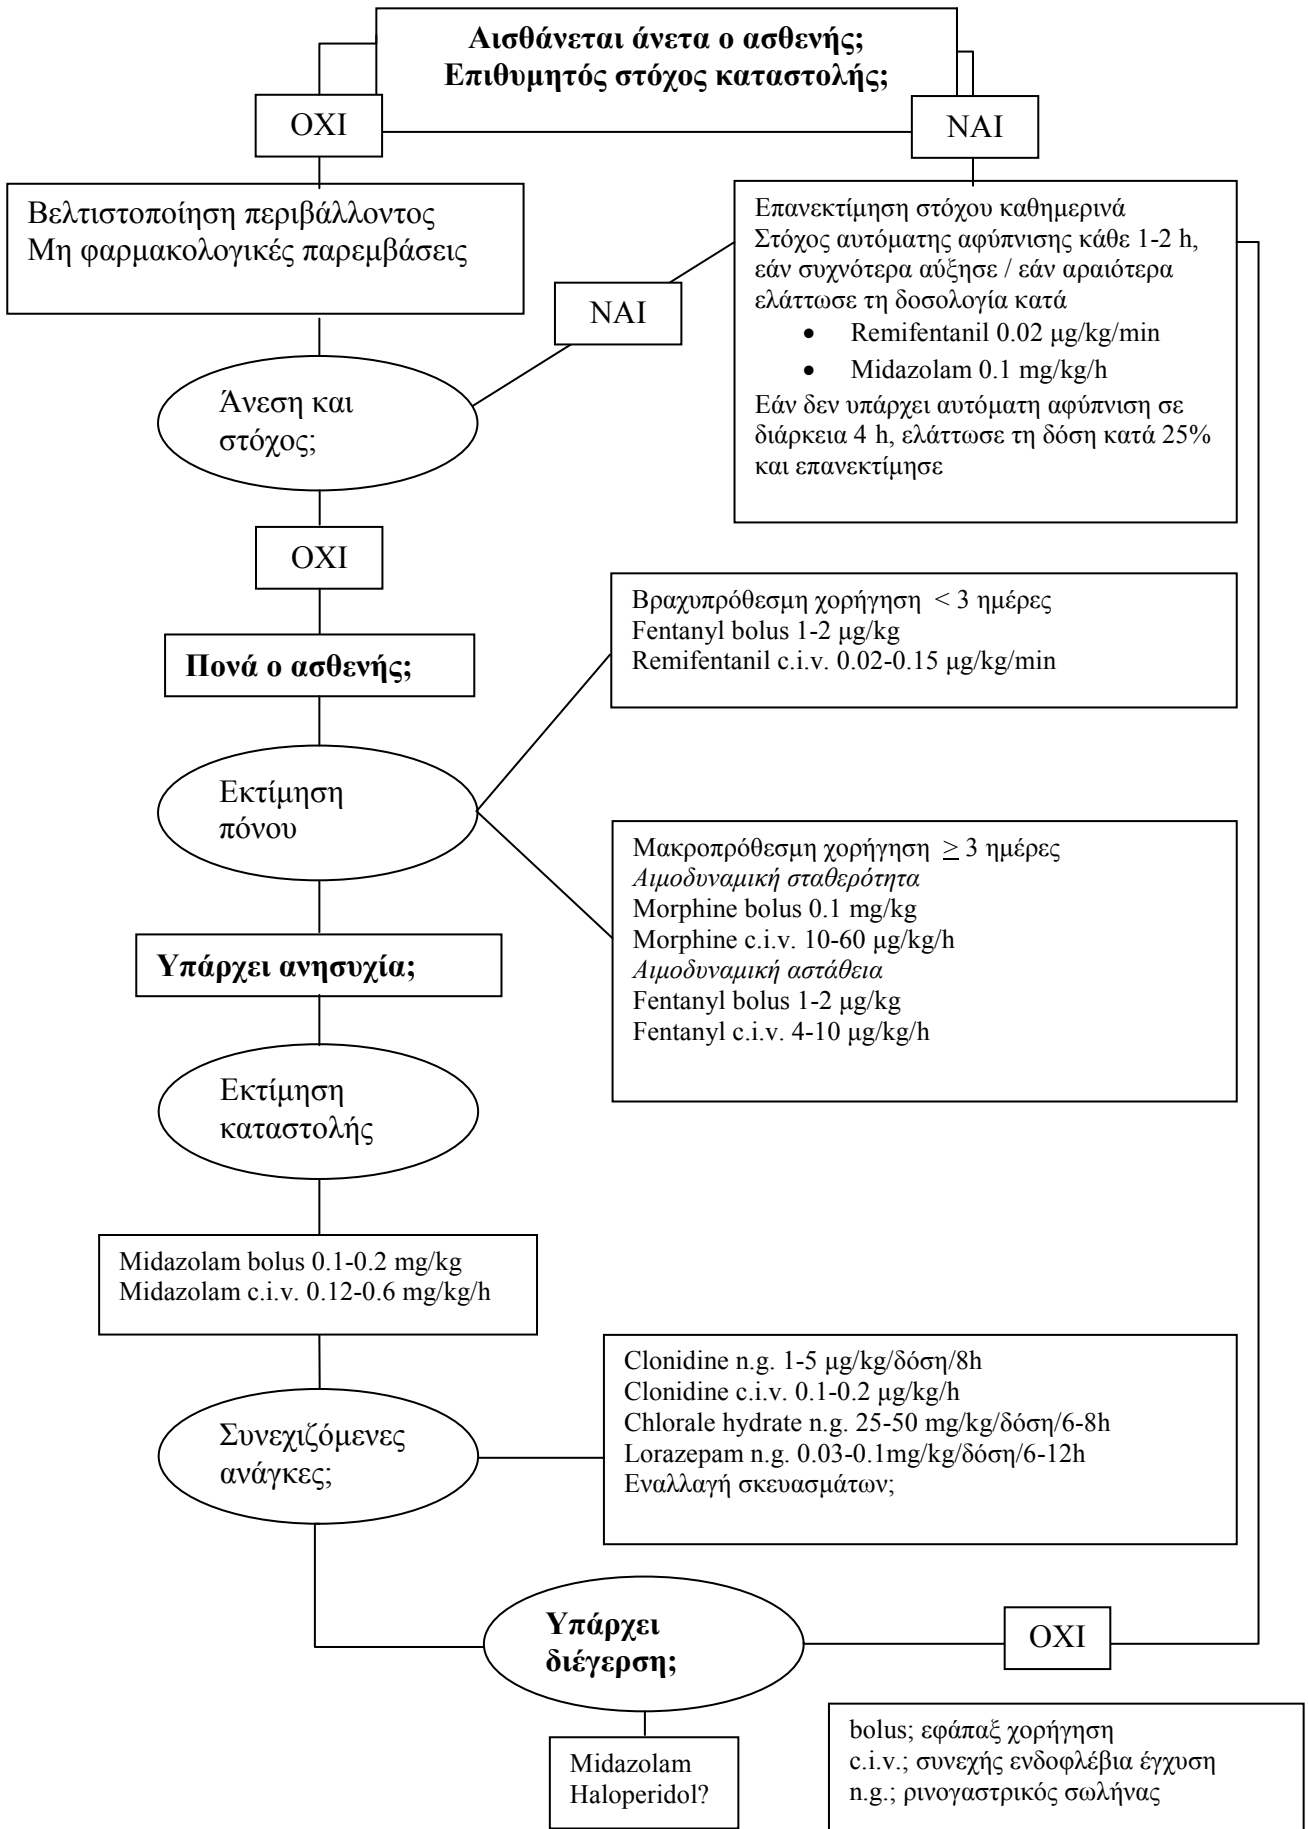 Αισθάνεται άνετα ο ασθενής;
Επιθυμητός στόχος καταστολής;
ΟΧΙ
ΝΑΙ
Βελτιστοποίηση περιβάλλοντος
Μη φαρμακολογικές παρεμβάσεις
Επανεκτίμηση στόχου καθημερινά
Στόχος αυτόματης αφύπνισης κάθε 1-2 h,
εάν συχνότερα αύξησε / εάν αραιότερα
ελάττωσε τη δοσολογία κατά
• Remifentanil 0.02 μg/kg/min
• Midazolam 0.1 mg/kg/h
Εάν δεν υπάρχει αυτόματη αφύπνιση σε
διάρκεια 4 h, ελάττωσε τη δόση κατά 25%
και επανεκτίμησε
ΝΑΙ
Άνεση και
στόχος;
ΟΧΙ
Πονά ο ασθενής;
Βραχυπρόθεσμη χορήγηση < 3 ημέρες
Fentanyl bolus 1-2 μg/kg
Remifentanil c.i.v. 0.02-0.15 μg/kg/min
Εκτίμηση
πόνου
Μακροπρόθεσμη χορήγηση ≥ 3 ημέρες
Αιμοδυναμική σταθερότητα
Morphine bolus 0.1 mg/kg
Morphine c.i.v. 10-60 μg/kg/h
Αιμοδυναμική αστάθεια
Fentanyl bolus 1-2 μg/kg
Fentanyl c.i.v. 4-10 μg/kg/h
Υπάρχει ανησυχία;
Εκτίμηση
καταστολής
Midazolam bolus 0.1-0.2 mg/kg
Midazolam c.i.v. 0.12-0.6 mg/kg/h
Συνεχιζόμενες
ανάγκες;
Clonidine n.g. 1-5 μg/kg/δόση/8h
Clonidine c.i.v. 0.1-0.2 μg/kg/h
Chlorale hydrate n.g. 25-50 mg/kg/δόση/6-8h
Lorazepam n.g. 0.03-0.1mg/kg/δόση/6-12h
Εναλλαγή σκευασμάτων;
Υπάρχει
διέγερση;
ΟΧΙ
Midazolam
Haloperidol?
bolus; εφάπαξ χορήγηση
c.i.v.; συνεχής ενδοφλέβια έγχυση
n.g.; ρινογαστρικός σωλήνας